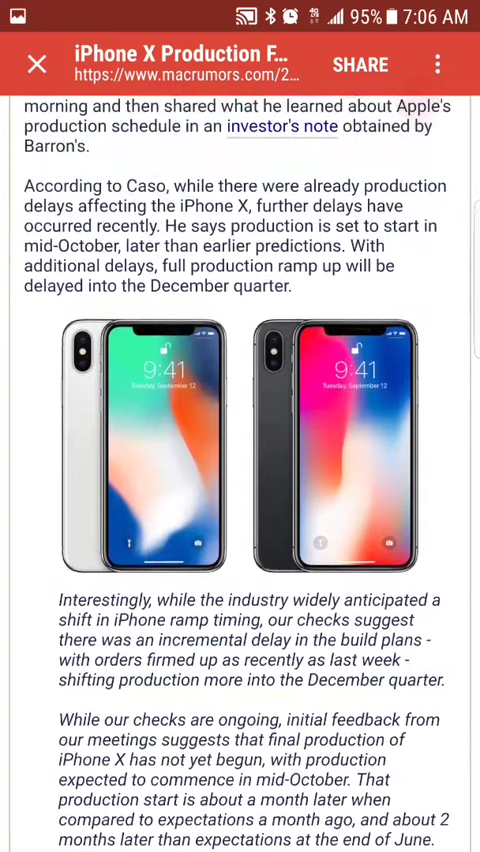 95% 7:06 AM
iPhone X Production F...
https://www.macrumors.com/2...
SHARE
morning and then shared what he learned about Apple's
production schedule in an investor's note obtained by
Barron's.
According to Caso, while there were already production
delays affecting the iPhone X, further delays have
occurred recently. He says production is set to start in
mid-October, later than earlier predictions. With
additional delays, full production ramp up will be
delayed into the December quarter.
9:41
Tuesday, September 12
9:41
Tuesday, September 12
Interestingly, while the industry widely anticipated a
shift in iPhone ramp timing, our checks suggest
there was an incremental delay in the build plans -
with orders firmed up as recently as last week -
shifting production more into the December quarter.
While our checks are ongoing, initial feedback from
our meetings suggests that final production of
iPhone X has not yet begun, with production
expected to commence in mid-October. That
production start is about a month later when
compared to expectations a month ago, and about 2
months later than expectations at the end of June.